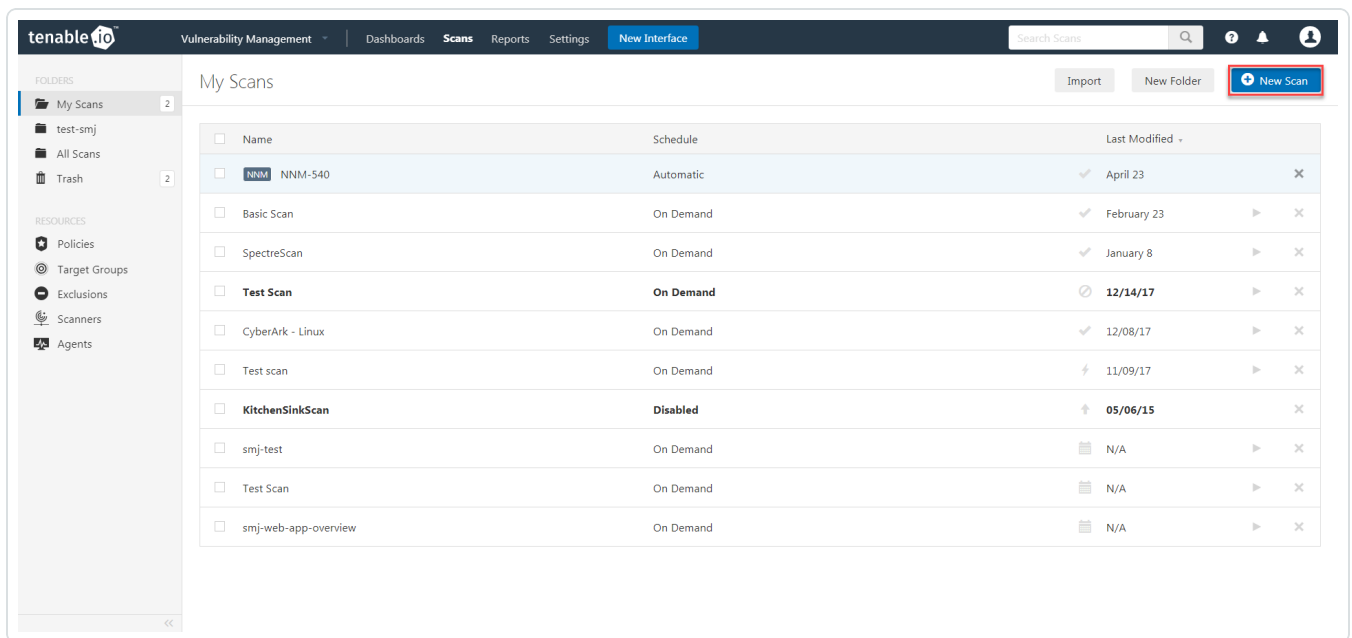 tenable.io™ Vulnerability Management Dashboards Scans Reports Settings New Interface Search Scans
FOLDERS
My Scans 2
test-smj
All Scans
Trash 2
RESOURCES
Policies
Target Groups
Exclusions
Scanners
Agents
My Scans Import New Folder New Scan
Name Schedule Last Modified
NNM NNM-540 Automatic April 23
Basic Scan On Demand February 23
SpectreScan On Demand January 8
Test Scan On Demand 12/14/17
CyberArk - Linux On Demand 12/08/17
Test scan On Demand 11/09/17
KitchenSinkScan Disabled 05/06/15
smj-test On Demand N/A
Test Scan On Demand N/A
smj-web-app-overview On Demand N/A